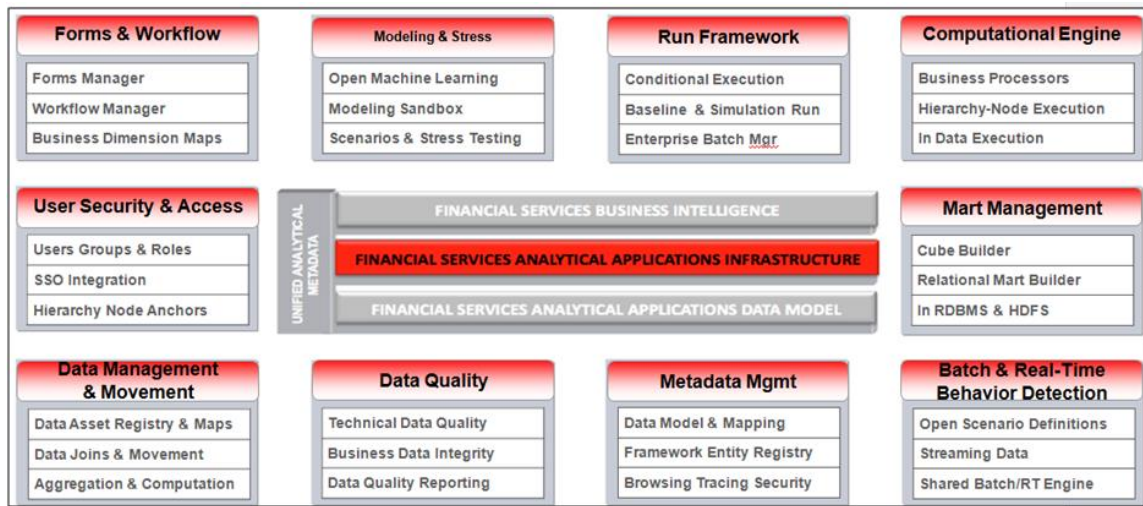 Forms & Workflow
Forms Manager
Workflow Manager
Business Dimension Maps
Modeling & Stress
Open Machine Learning
Modeling Sandbox
Scenarios & Stress Testing
Run Framework
Conditional Execution
Baseline & Simulation Run
Enterprise Batch Mgr
Computational Engine
Business Processors
Hierarchy-Node Execution
In Data Execution
User Security & Access
Users Groups & Roles
SSO Integration
Hierarchy Node Anchors
UNIFIED ANALYTICAL
METADATA
FINANCIAL SERVICES BUSINESS INTELLIGENCE
FINANCIAL SERVICES ANALYTICAL APPLICATIONS INFRASTRUCTURE
FINANCIAL SERVICES ANALYTICAL APPLICATIONS DATA MODEL
Mart Management
Cube Builder
Relational Mart Builder
In RDBMS & HDFS
Data Management
& Movement
Data Asset Registry & Maps
Data Joins & Movement
Aggregation & Computation
Data Quality
Technical Data Quality
Business Data Integrity
Data Quality Reporting
Metadata Mgmt
Data Model & Mapping
Framework Entity Registry
Browsing Tracing Security
Batch & Real-Time
Behavior Detection
Open Scenario Definitions
Streaming Data
Shared Batch/RT Engine